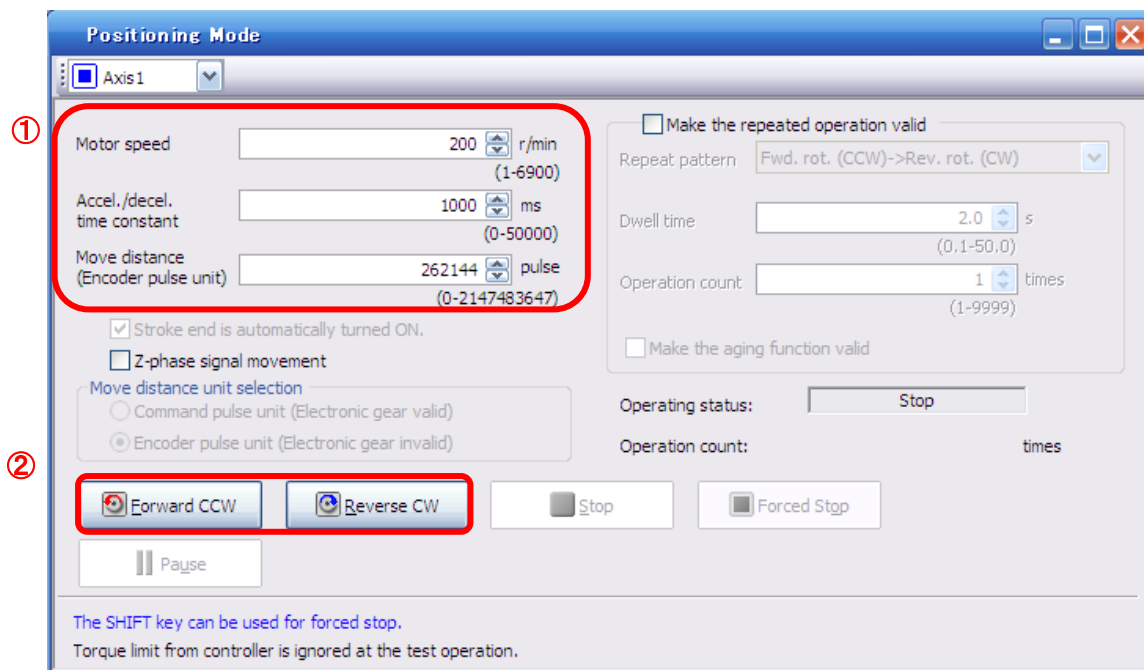 Positioning Mode
Axis1
①
Motor speed
200 r/min
(1-6900)
Accel./decel.
time constant
1000 ms
(0-50000)
Move distance
(Encoder pulse unit)
262144 pulse
(0-2147483647)
Stroke end is automatically turned ON.
Z-phase signal movement
Move distance unit selection
Command pulse unit (Electronic gear valid)
Encoder pulse unit (Electronic gear invalid)
Make the repeated operation valid
Repeat pattern Fwd. rot. (CCW)->Rev. rot. (CW)
Dwell time 2.0 s
(0.1-50.0)
Operation count 1 times
(1-9999)
Make the aging function valid
Operating status: Stop
Operation count: times
②
Forward CCW Reverse CW Stop Forced Stop
Pause
The SHIFT key can be used for forced stop.
Torque limit from controller is ignored at the test operation.